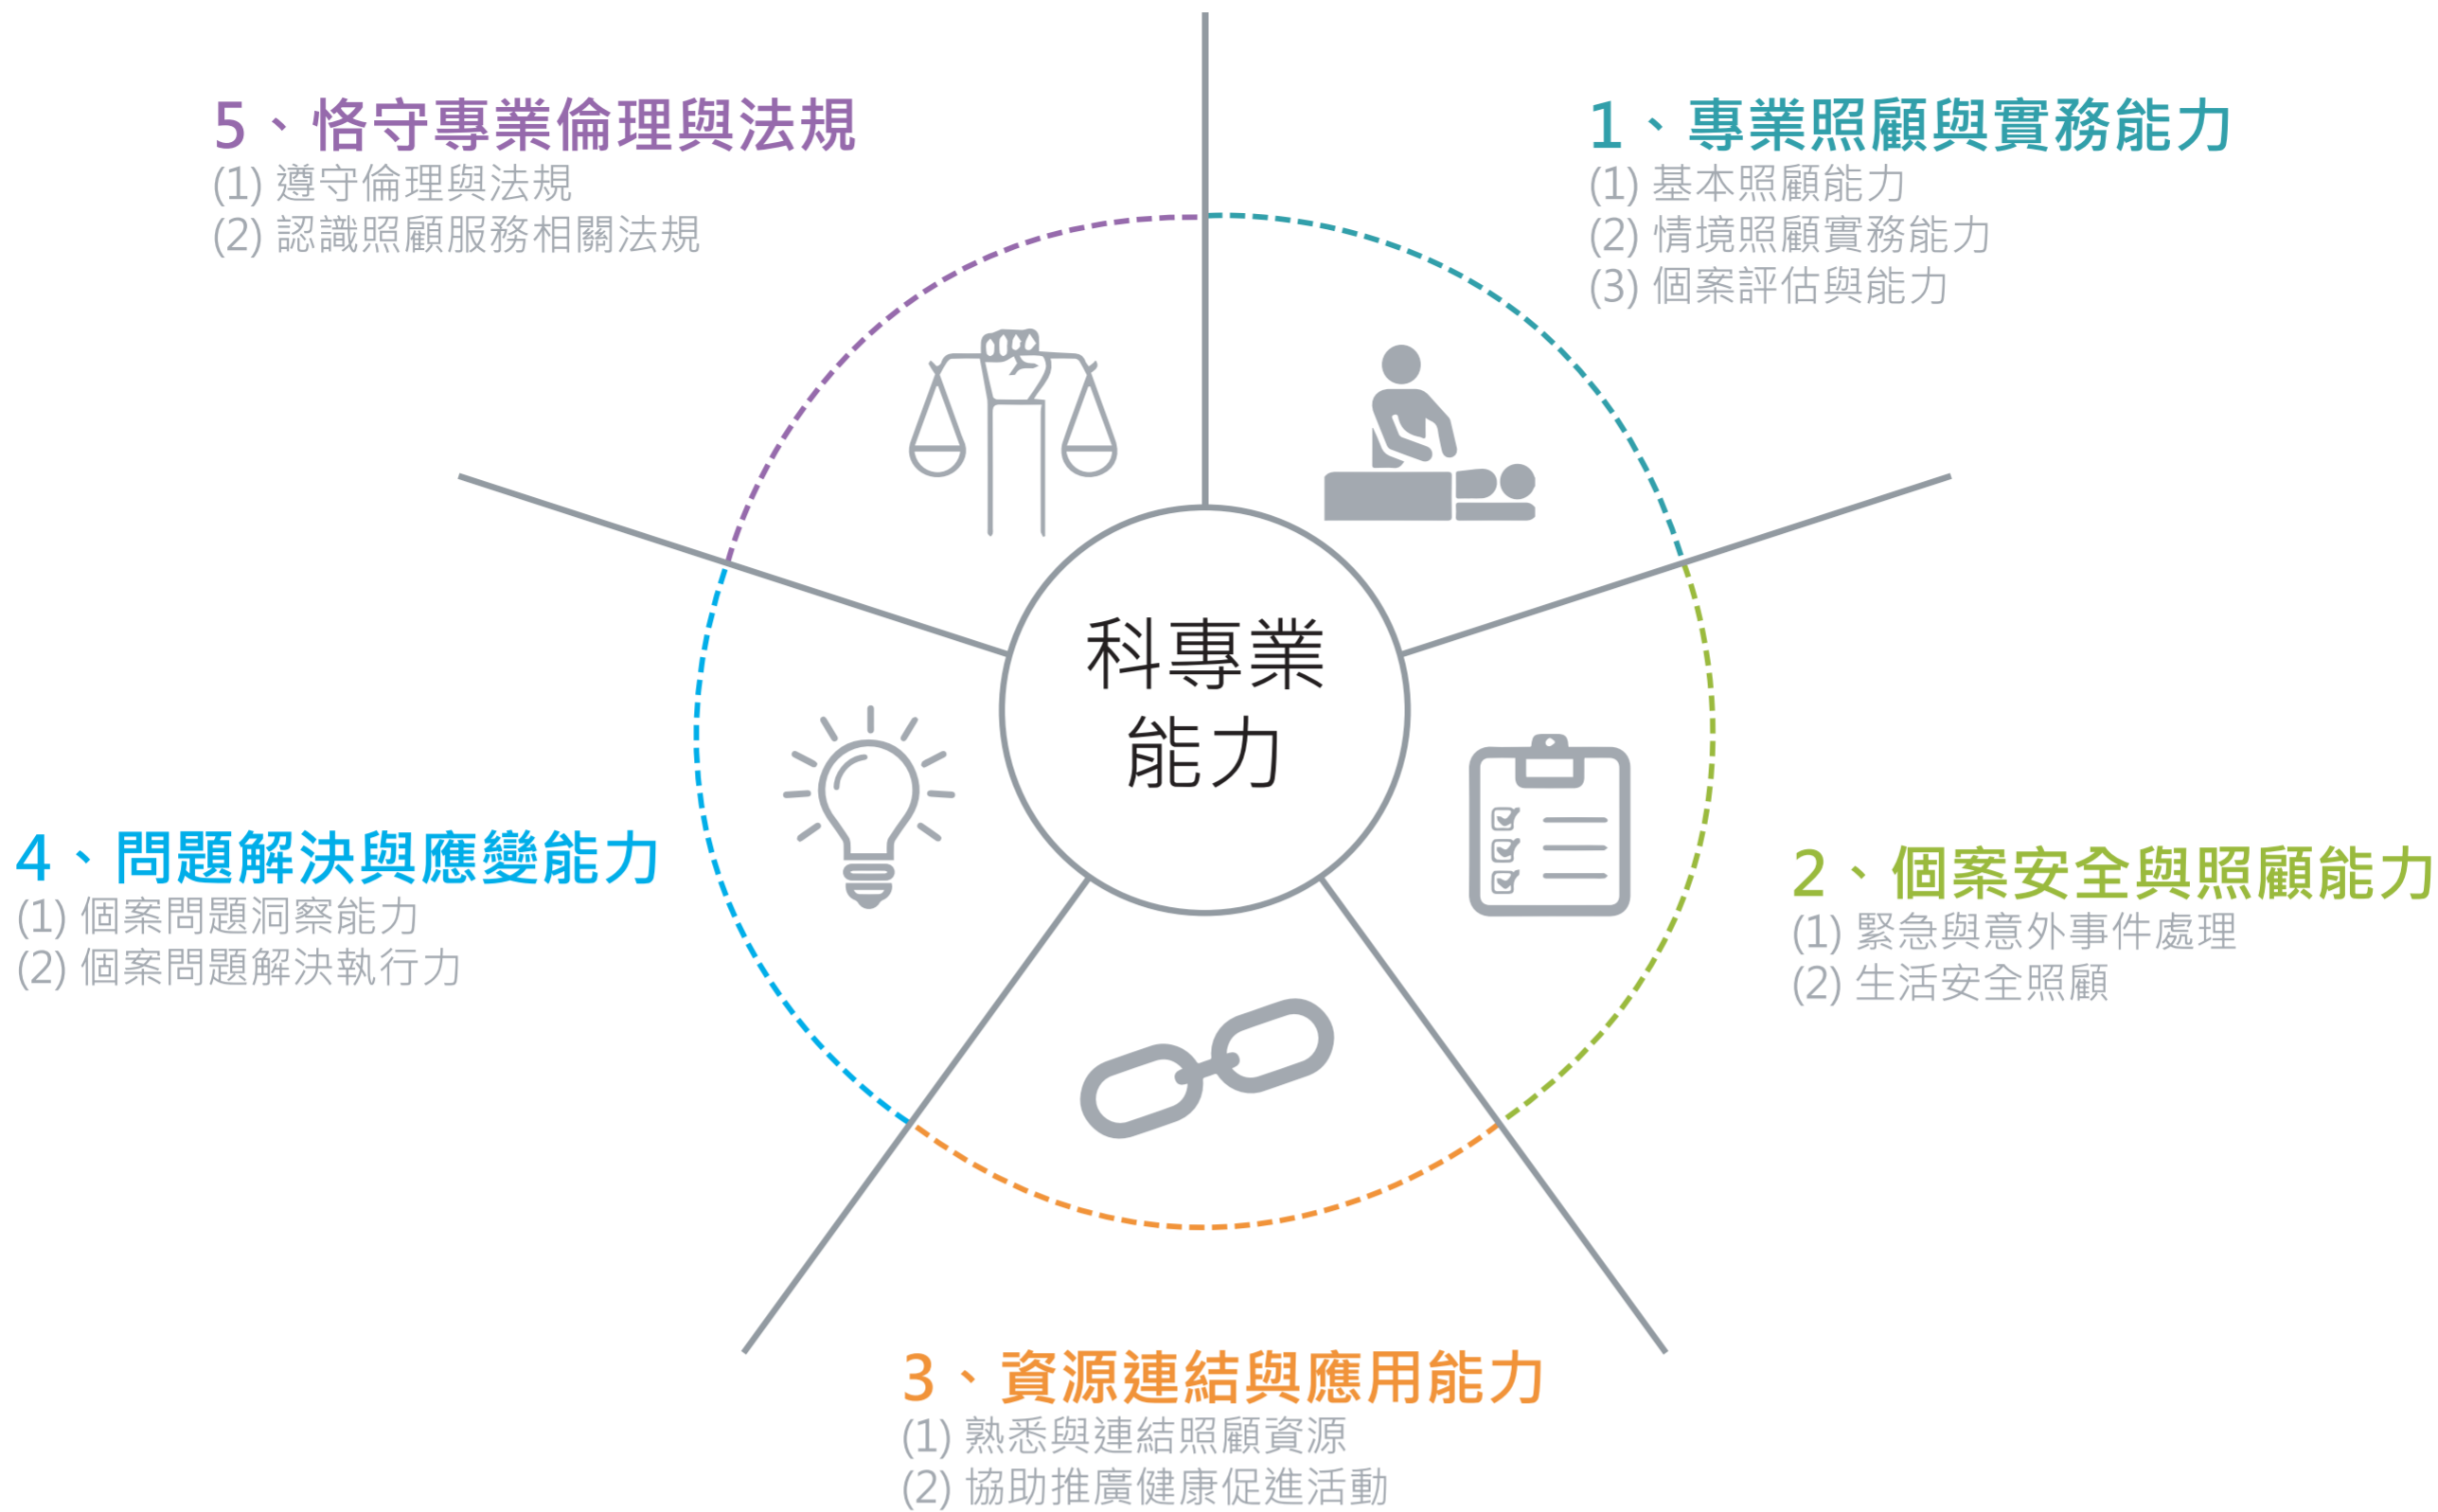 科專業
能力
1、專業照顧與實務能力
(1) 基本照顧能力
(2) 情境照顧實務能力
(3) 個案評估與能力
2、個案安全與照顧能力
(1) 緊急與意外事件處理
(2) 生活安全照顧
3、資源連結與應用能力
(1) 熟悉與連結照顧資源
(2) 協助推廣健康促進活動
4、問題解決與應變能力
(1) 個案問題洞察能力
(2) 個案問題解決執行力
5、恪守專業倫理與法規
(1) 遵守倫理與法規
(2) 認識照顧服務相關法規